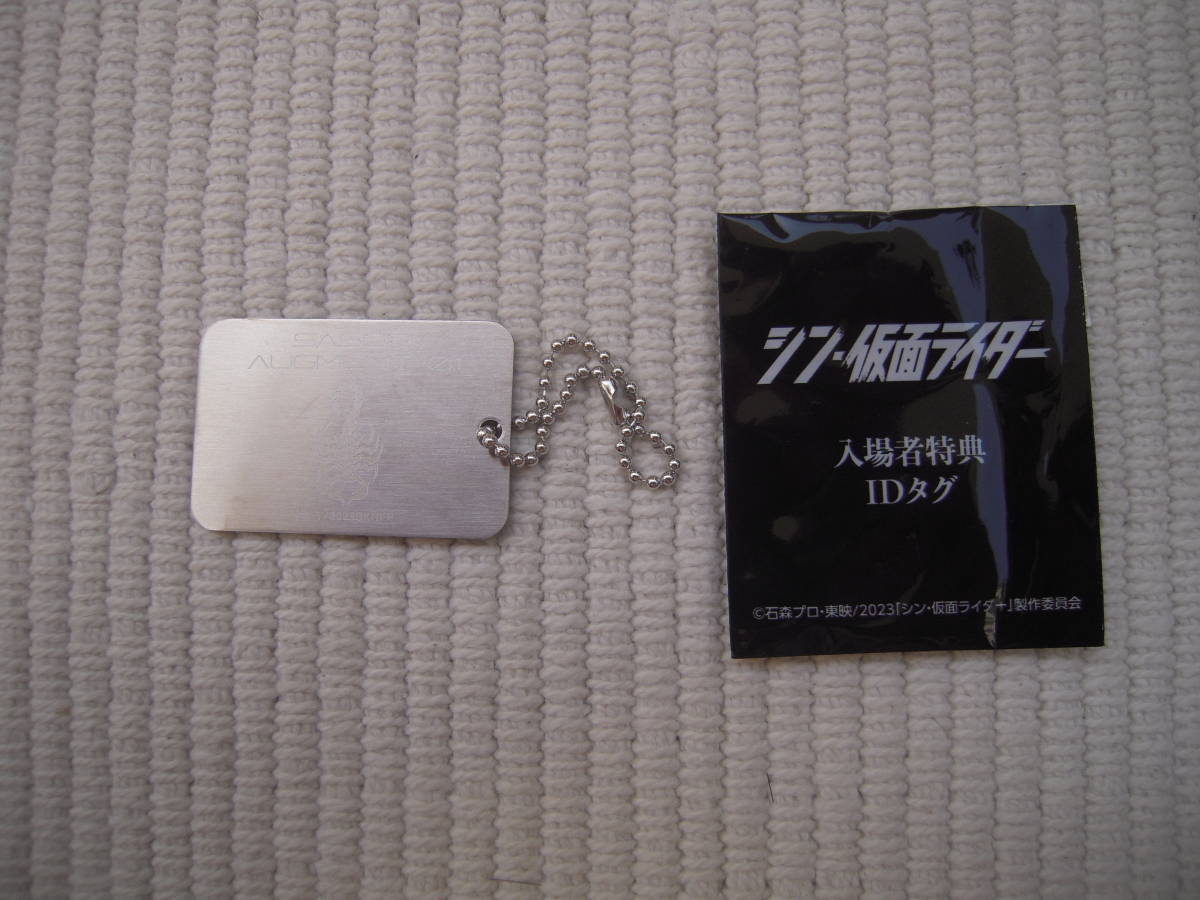 シン・仮面ライダー
入場者特典
IDタグ
©石森プロ・東映/2023「シン・仮面ライダー」製作委員会